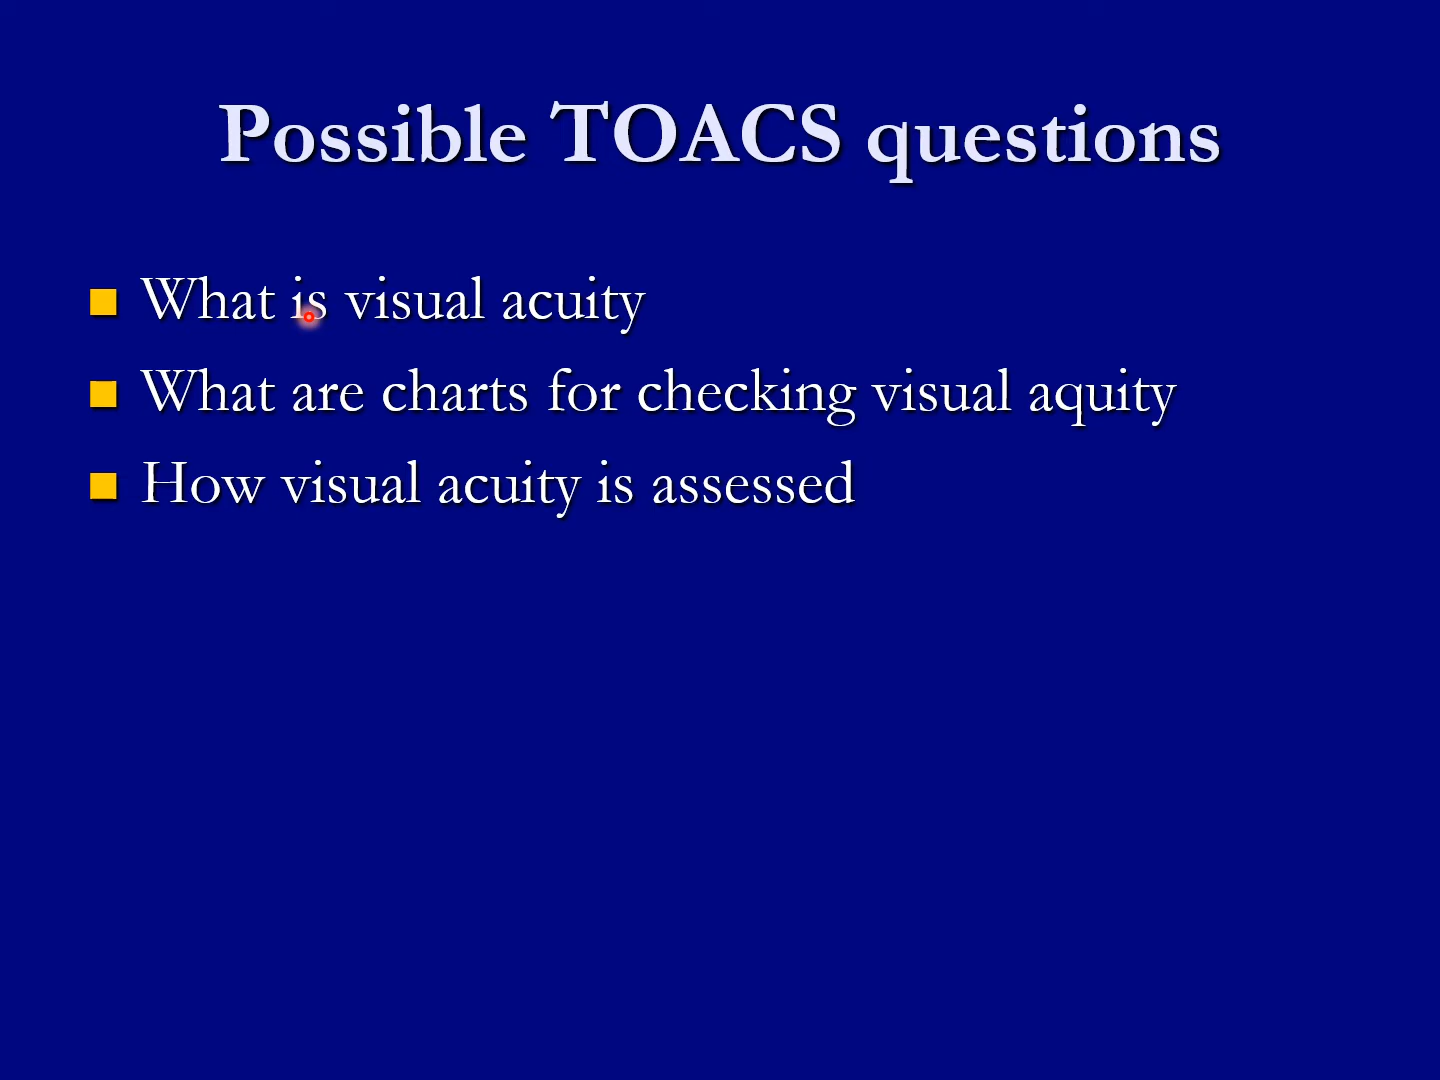 Possible TOACS questions
What is visual acuity
What are charts for checking visual aquity
How visual acuity is assessed